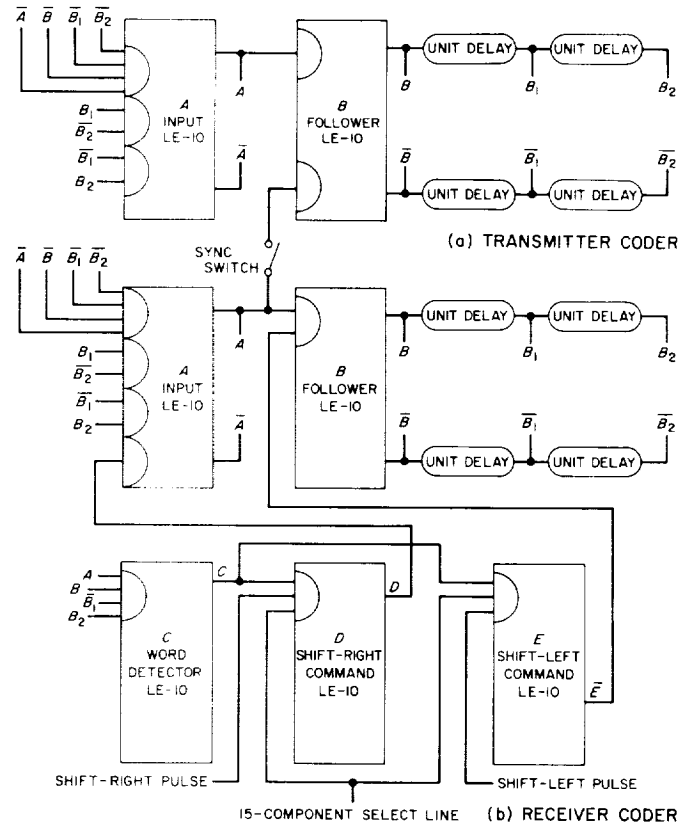 A̅ B̅ B̅₁ B̅₂
A
INPUT
LE-10
B₁
B̅₂
B̅₁
B₂
A
A̅
B
FOLLOWER
LE-10
UNIT DELAY
UNIT DELAY
B
B₁
B₂
B̅
B̅₁
B̅₂
UNIT DELAY
UNIT DELAY
SYNC
SWITCH
(a) TRANSMITTER CODER
A̅ B̅ B̅₁ B̅₂
A
INPUT
LE-10
B₁
B̅₂
B̅₁
B₂
A
A̅
B
FOLLOWER
LE-10
UNIT DELAY
UNIT DELAY
B
B₁
B₂
B̅
B̅₁
B̅₂
UNIT DELAY
UNIT DELAY
A
B
B̅₁
B₂
C
C
WORD
DETECTOR
LE-10
D
D
SHIFT-RIGHT
COMMAND
LE-10
E
SHIFT-LEFT
COMMAND
LE-10
E̅
SHIFT-RIGHT PULSE
SHIFT-LEFT PULSE
15-COMPONENT SELECT LINE
(b) RECEIVER CODER